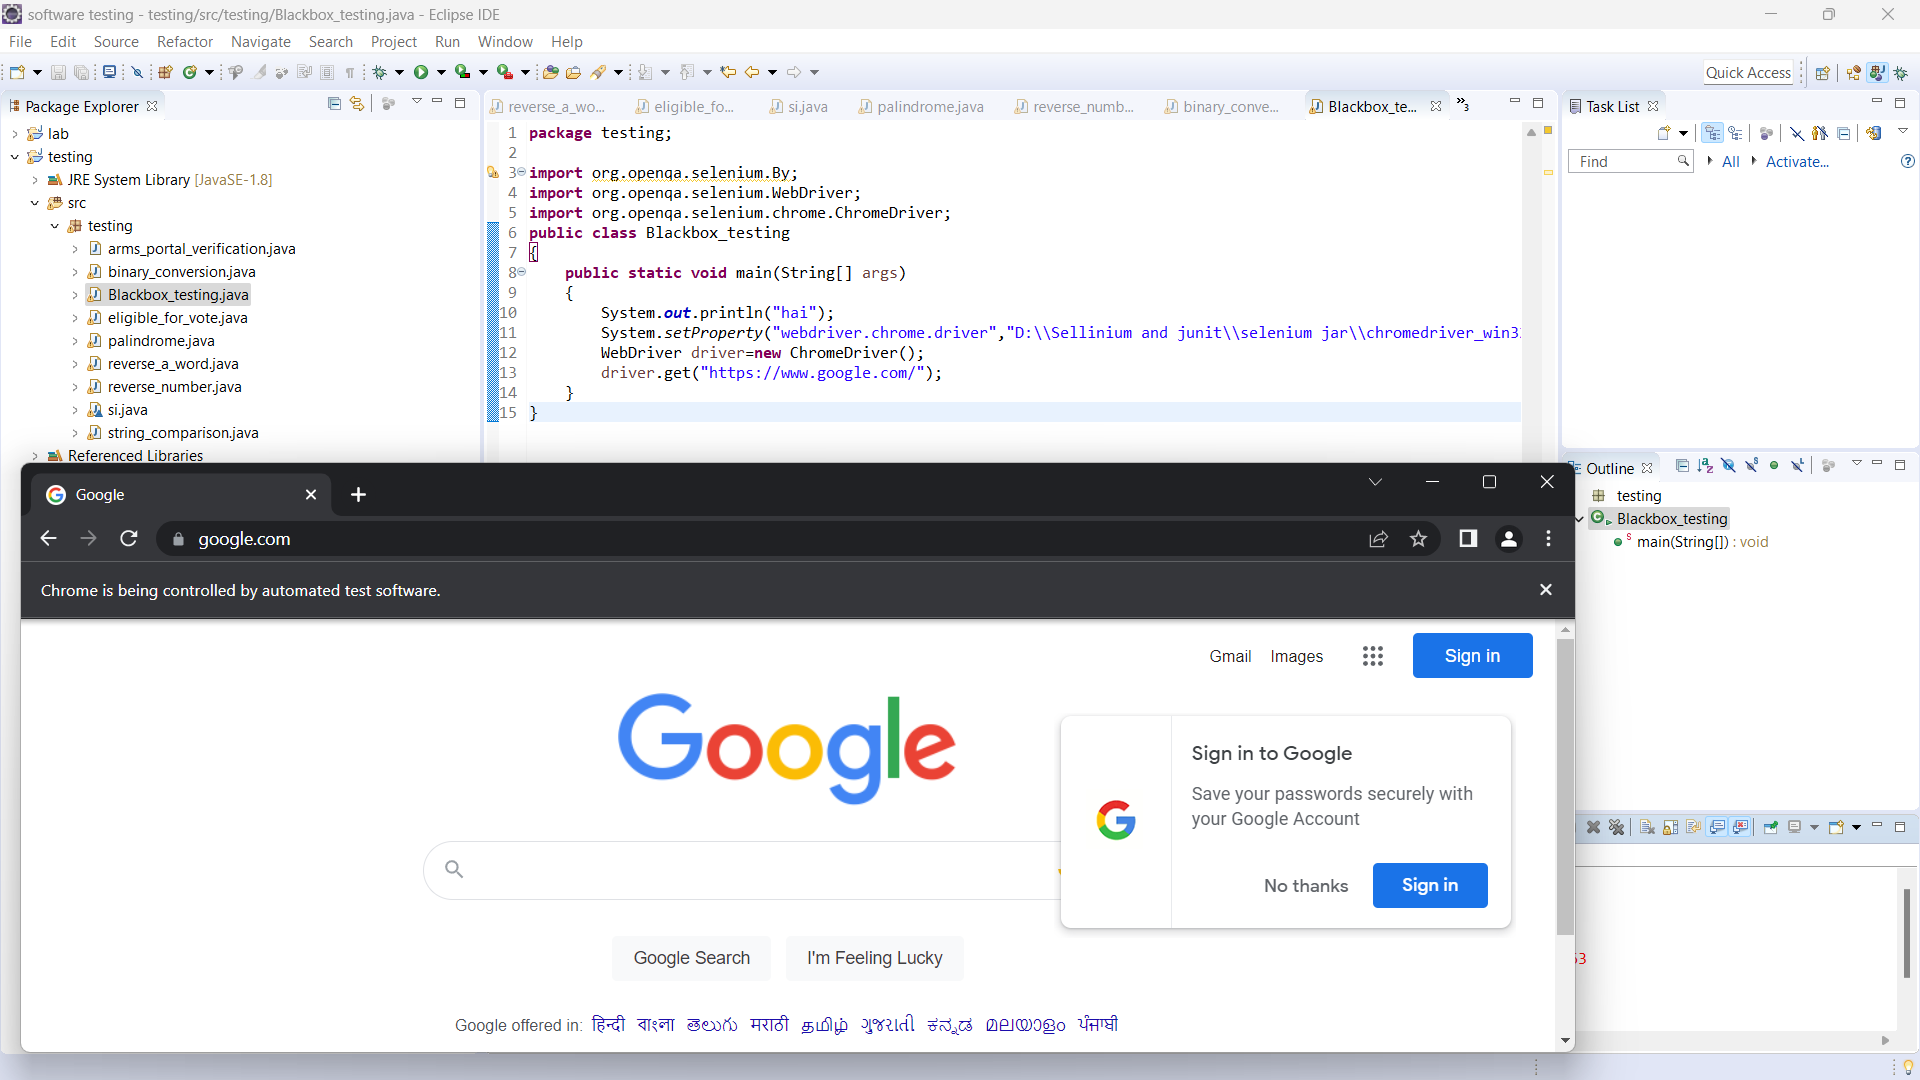 software testing - testing/src/testing/Blackbox_testing.java - Eclipse IDE
File Edit Source Refactor Navigate Search Project Run Window Help
Quick Access
Package Explorer
lab
testing
JRE System Library [JavaSE-1.8]
src
testing
arms_portal_verification.java
binary_conversion.java
Blackbox_testing.java
eligible_for_vote.java
palindrome.java
reverse_a_word.java
reverse_number.java
si.java
string_comparison.java
Referenced Libraries
reverse_a_wo... eligible_fo... si.java palindrome.java reverse_numb... binary_conve... Blackbox_te... »3
1 package testing;
2
3 import org.openqa.selenium.By;
4 import org.openqa.selenium.WebDriver;
5 import org.openqa.selenium.chrome.ChromeDriver;
6 public class Blackbox_testing
7 {
8 public static void main(String[] args)
9 {
10 System.out.println("hai");
11 System.setProperty("webdriver.chrome.driver","D:\\Sellinium and junit\\selenium jar\\chromedriver_win3
12 WebDriver driver=new ChromeDriver();
13 driver.get("https://www.google.com/");
14 }
15 }
Task List
Find All Activate...
Outline
testing
Blackbox_testing
main(String[]) : void
53
Google
google.com
Chrome is being controlled by automated test software.
Gmail Images Sign in
Google
Sign in to Google
Save your passwords securely with
your Google Account
No thanks Sign in
Google Search I'm Feeling Lucky
Google offered in: हिन्दी বাংলা తెలుగు मराठी தமிழ் ગુજરાતી ಕನ್ನಡ മലയാളം ਪੰਜਾਬੀ